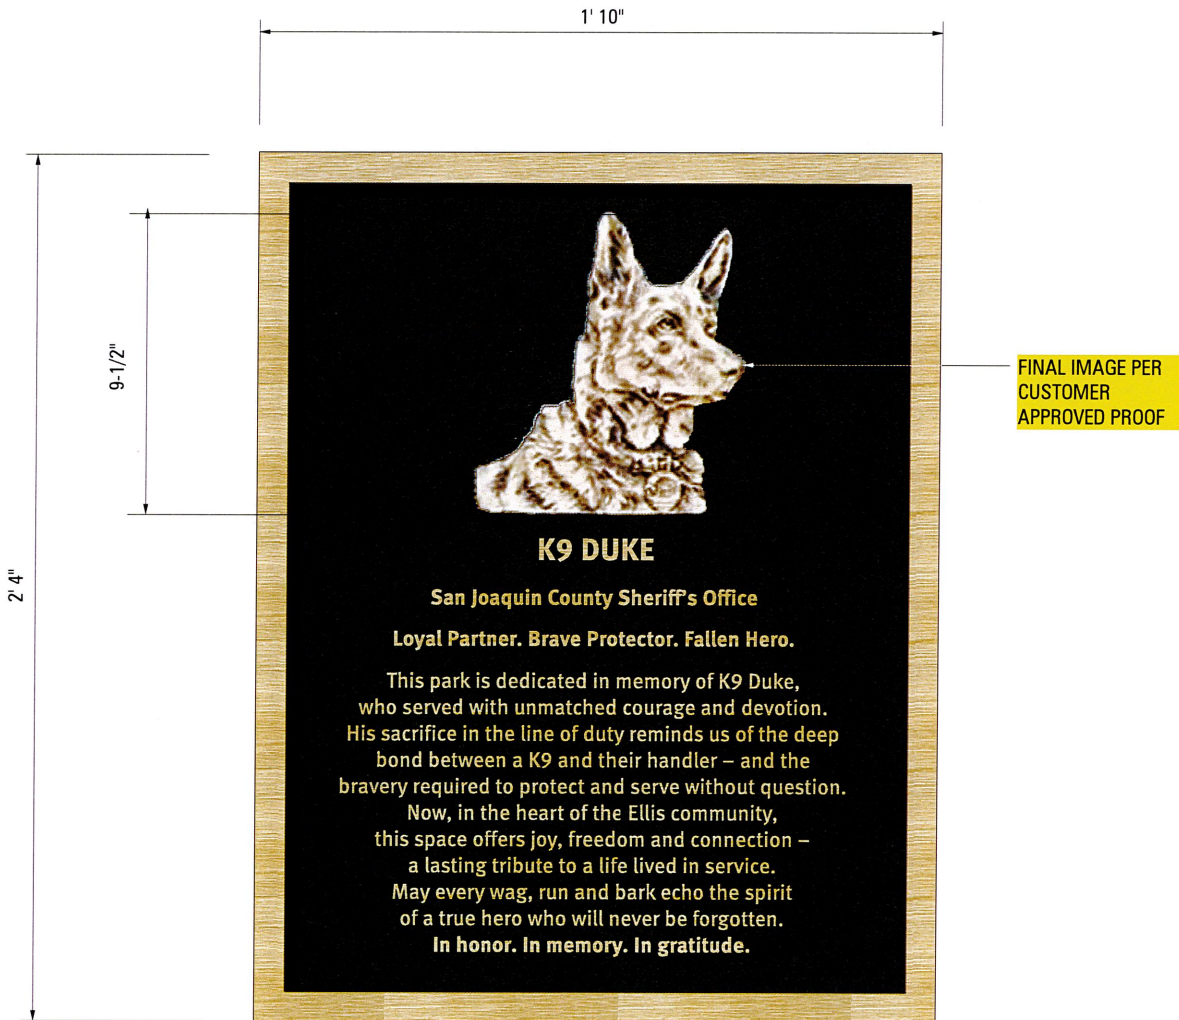 1' 10"
9-1/2"
2' 4"
FINAL IMAGE PER
CUSTOMER
APPROVED PROOF
K9 DUKE
San Joaquin County Sheriff's Office
Loyal Partner. Brave Protector. Fallen Hero.
This park is dedicated in memory of K9 Duke,
who served with unmatched courage and devotion.
His sacrifice in the line of duty reminds us of the deep
bond between a K9 and their handler – and the
bravery required to protect and serve without question.
Now, in the heart of the Ellis community,
this space offers joy, freedom and connection –
a lasting tribute to a life lived in service.
May every wag, run and bark echo the spirit
of a true hero who will never be forgotten.
In honor. In memory. In gratitude.